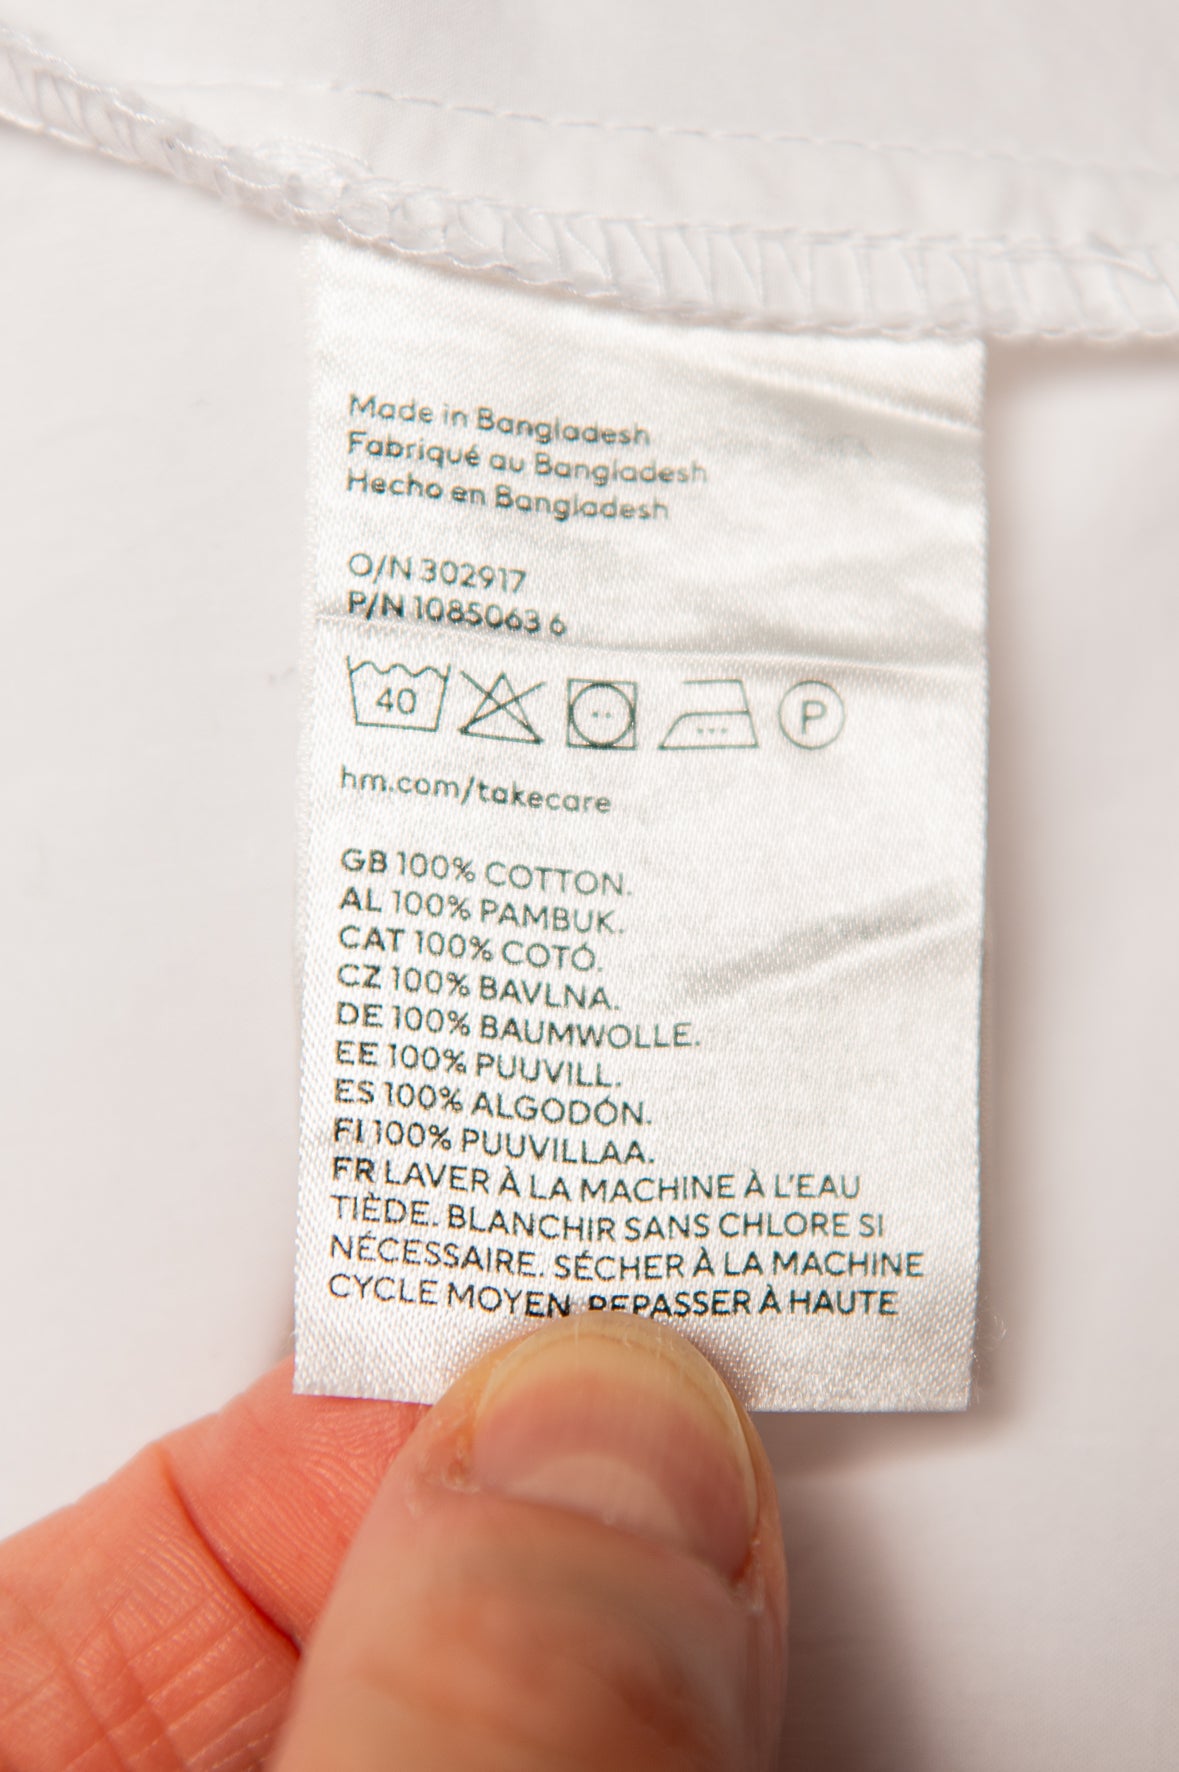 Made in Bangladesh
Fabriqué au Bangladesh
Hecho en Bangladesh
O/N 302917
P/N 1085063 6
40 P
hm.com/takecare
GB 100% COTTON.
AL 100% PAMBUK.
CAT 100% COTÓ.
CZ 100% BAVLNA.
DE 100% BAUMWOLLE.
EE 100% PUUVILL.
ES 100% ALGODÓN.
FI 100% PUUVILLAA.
FR LAVER À LA MACHINE À L'EAU
TIÈDE. BLANCHIR SANS CHLORE SI
NÉCESSAIRE. SÉCHER À LA MACHINE
CYCLE MOYEN. REPASSER À HAUTE